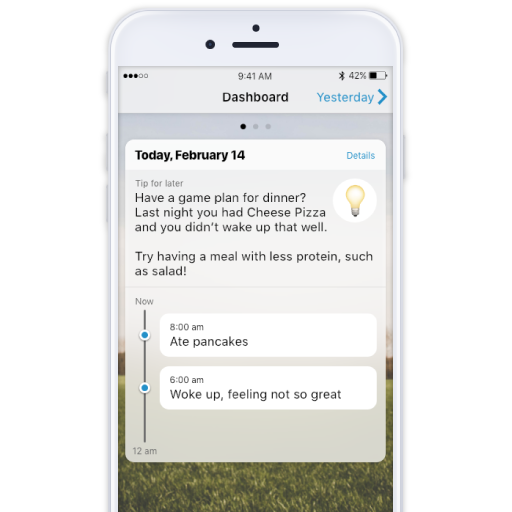 9:41 AM
42%
Dashboard
Yesterday
Today, February 14
Details
Tip for later
Have a game plan for dinner?
Last night you had Cheese Pizza
and you didn't wake up that well.
Try having a meal with less protein, such
as salad!
Now
8:00 am
Ate pancakes
6:00 am
Woke up, feeling not so great
12 am